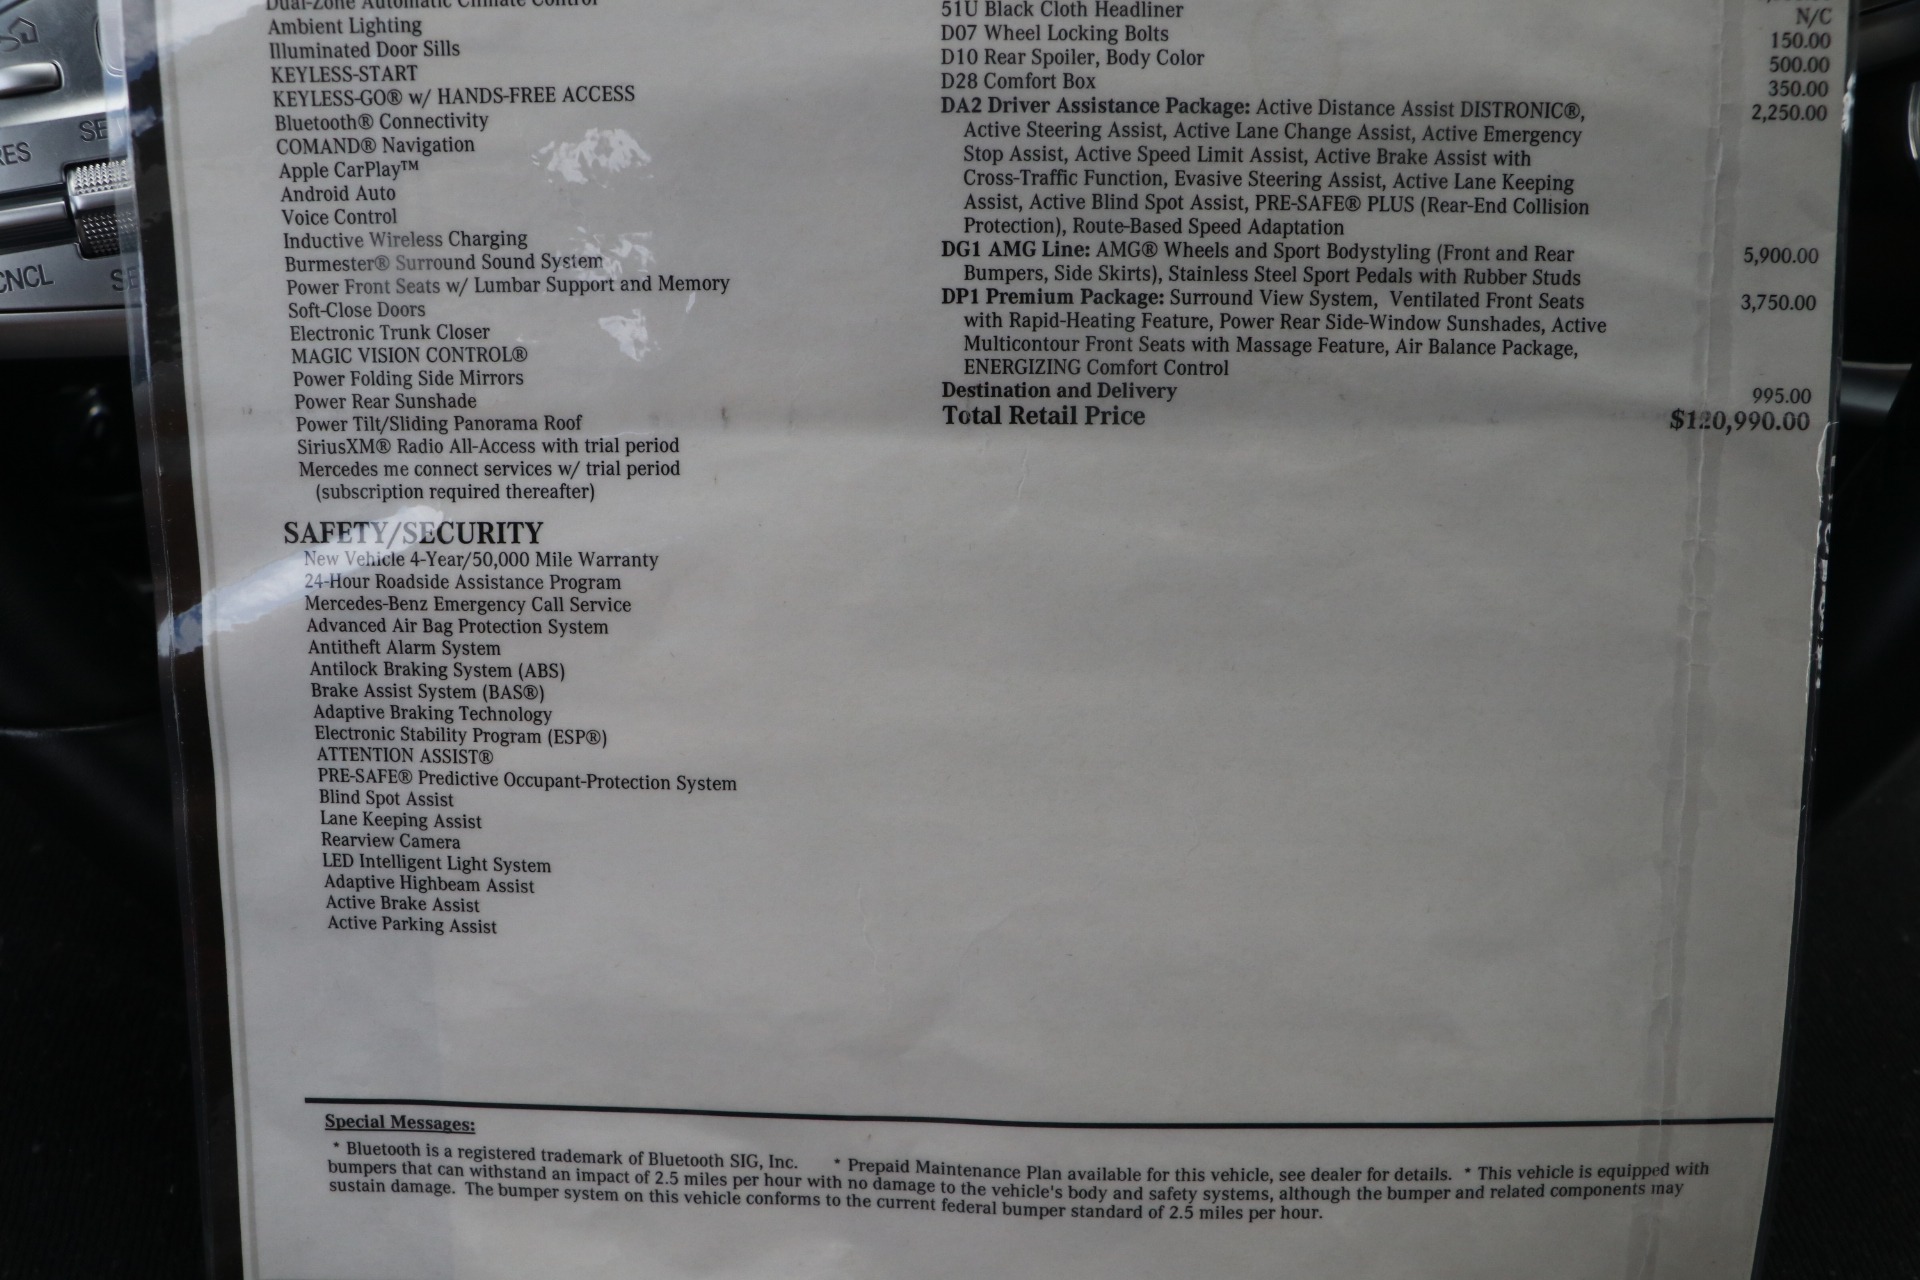 Dual-Zone Automatic Climate Control
Ambient Lighting
Illuminated Door Sills
KEYLESS-START
KEYLESS-GO® w/ HANDS-FREE ACCESS
Bluetooth® Connectivity
COMAND® Navigation
Apple CarPlay™
Android Auto
Voice Control
Inductive Wireless Charging
Burmester® Surround Sound System
Power Front Seats w/ Lumbar Support and Memory
Soft-Close Doors
Electronic Trunk Closer
MAGIC VISION CONTROL®
Power Folding Side Mirrors
Power Rear Sunshade
Power Tilt/Sliding Panorama Roof
SiriusXM® Radio All-Access with trial period
Mercedes me connect services w/ trial period
(subscription required thereafter)
SAFETY/SECURITY
New Vehicle 4-Year/50,000 Mile Warranty
24-Hour Roadside Assistance Program
Mercedes-Benz Emergency Call Service
Advanced Air Bag Protection System
Antitheft Alarm System
Antilock Braking System (ABS)
Brake Assist System (BAS®)
Adaptive Braking Technology
Electronic Stability Program (ESP®)
ATTENTION ASSIST®
PRE-SAFE® Predictive Occupant-Protection System
Blind Spot Assist
Lane Keeping Assist
Rearview Camera
LED Intelligent Light System
Adaptive Highbeam Assist
Active Brake Assist
Active Parking Assist
51U Black Cloth Headliner N/C
D07 Wheel Locking Bolts 150.00
D10 Rear Spoiler, Body Color 500.00
D28 Comfort Box 350.00
DA2 Driver Assistance Package: Active Distance Assist DISTRONIC®, 2,250.00
Active Steering Assist, Active Lane Change Assist, Active Emergency
Stop Assist, Active Speed Limit Assist, Active Brake Assist with
Cross-Traffic Function, Evasive Steering Assist, Active Lane Keeping
Assist, Active Blind Spot Assist, PRE-SAFE® PLUS (Rear-End Collision
Protection), Route-Based Speed Adaptation
DG1 AMG Line: AMG® Wheels and Sport Bodystyling (Front and Rear 5,900.00
Bumpers, Side Skirts), Stainless Steel Sport Pedals with Rubber Studs
DP1 Premium Package: Surround View System, Ventilated Front Seats 3,750.00
with Rapid-Heating Feature, Power Rear Side-Window Sunshades, Active
Multicontour Front Seats with Massage Feature, Air Balance Package,
ENERGIZING Comfort Control
Destination and Delivery 995.00
Total Retail Price $120,990.00
Special Messages:
* Bluetooth is a registered trademark of Bluetooth SIG, Inc. * Prepaid Maintenance Plan available for this vehicle, see dealer for details. * This vehicle is equipped with
bumpers that can withstand an impact of 2.5 miles per hour with no damage to the vehicle's body and safety systems, although the bumper and related components may
sustain damage. The bumper system on this vehicle conforms to the current federal bumper standard of 2.5 miles per hour.
CNCL